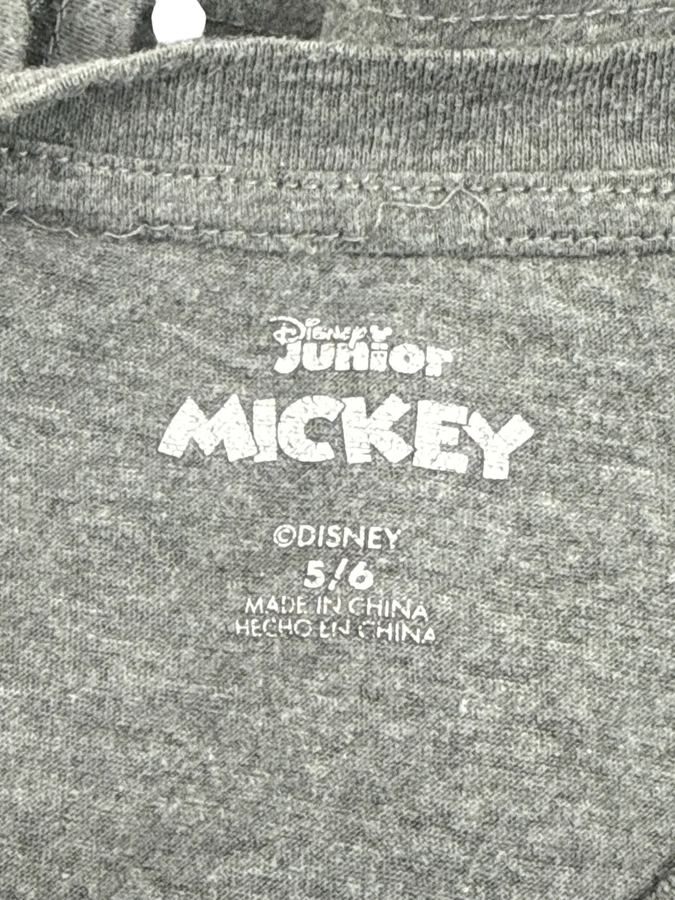 Disney
Junior
MICKEY
©DISNEY
5/6
MADE IN CHINA
HECHO EN CHINA